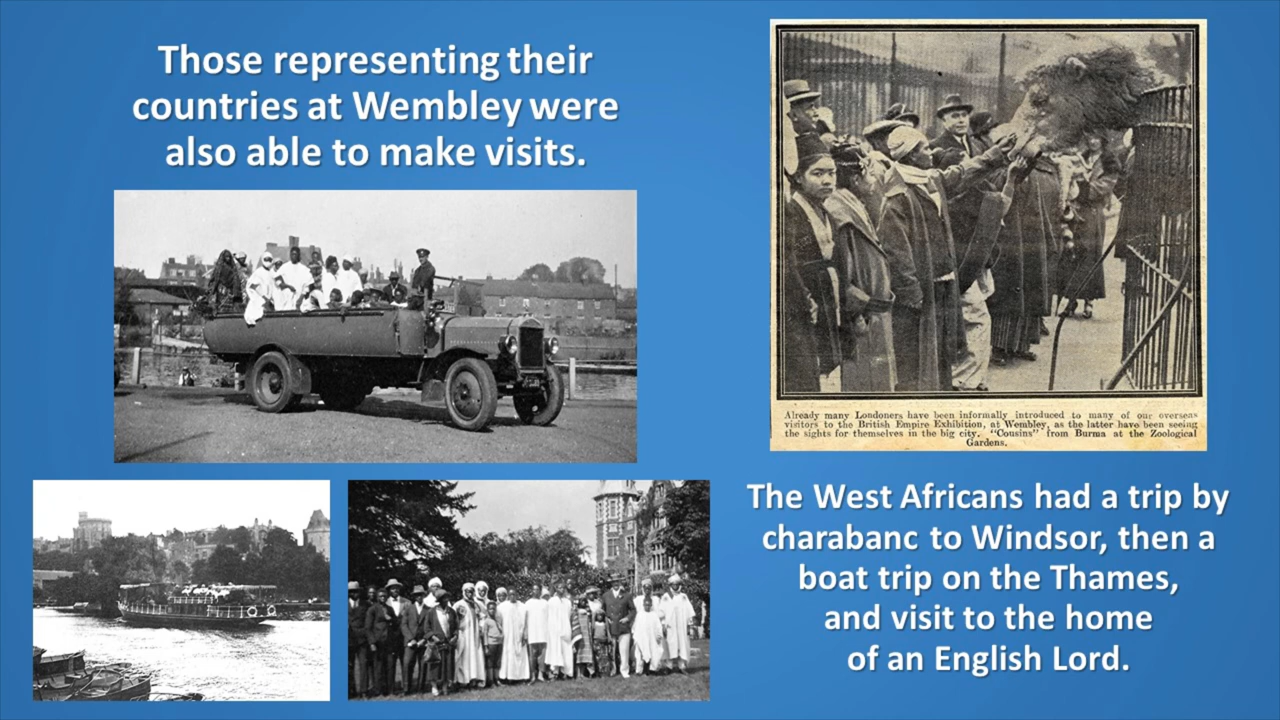 Those representing their
countries at Wembley were
also able to make visits.
Already many Londoners have been informally introduced to many of our overseas
visitors to the British Empire Exhibition, at Wembley, as the latter have been seeing
the sights for themselves in the big city. "Cousins" from Burma at the Zoological
Gardens.
The West Africans had a trip by
charabanc to Windsor, then a
boat trip on the Thames,
and visit to the home
of an English Lord.